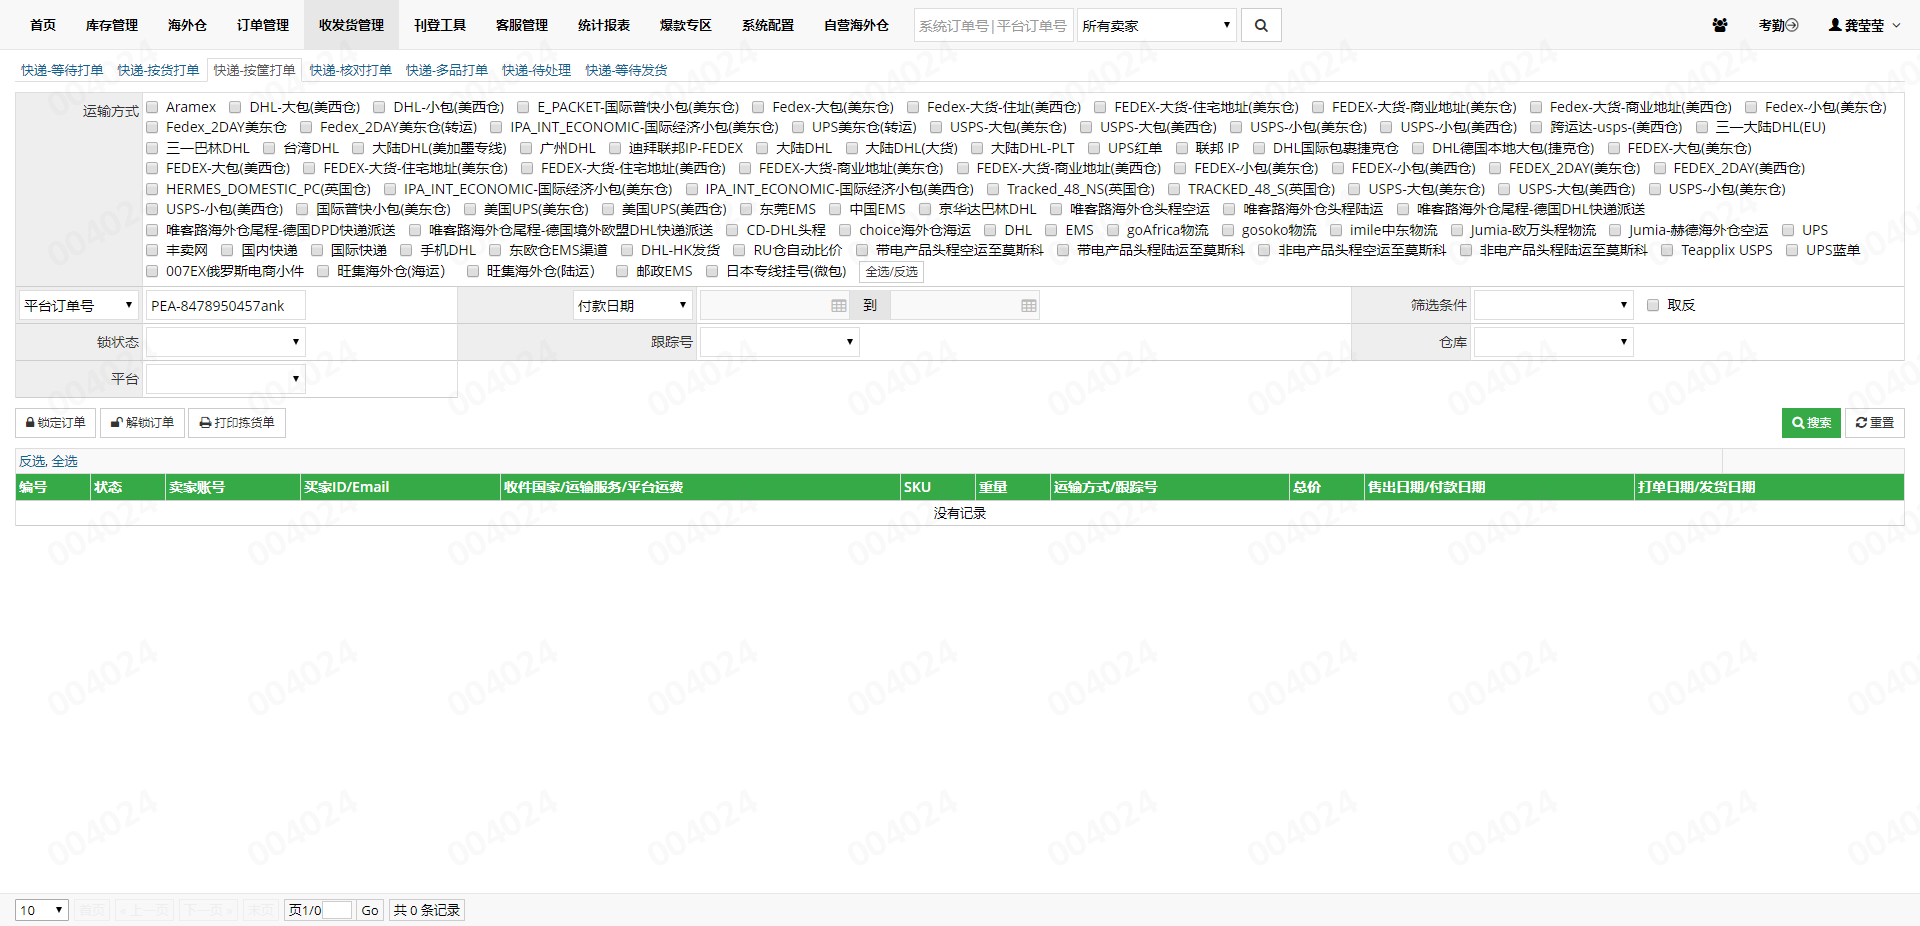 首页 库存管理 海外仓 订单管理 收发货管理 刊登工具 客服管理 统计报表 爆款专区 系统配置 自营海外仓 系统订单号|平台订单号 所有卖家 考勤 龚莹莹
快递-等待打单 快递-按货打单 快递-按筐打单 快递-核对打单 快递-多品打单 快递-待处理 快递-等待发货
运输方式 Aramex DHL-大包(美西仓) DHL-小包(美西仓) E_PACKET-国际普快小包(美东仓) Fedex-大包(美东仓) Fedex-大货-住址(美西仓) FEDEX-大货-住宅地址(美东仓) FEDEX-大货-商业地址(美东仓) Fedex-大货-商业地址(美西仓) Fedex-小包(美东仓)
Fedex_2DAY美东仓 Fedex_2DAY美东仓(转运) IPA_INT_ECONOMIC-国际经济小包(美东仓) UPS美东仓(转运) USPS-大包(美东仓) USPS-大包(美西仓) USPS-小包(美东仓) USPS-小包(美西仓) 跨运达-usps-(美西仓) 三一大陆DHL(EU)
三一巴林DHL 台湾DHL 大陆DHL(美加墨专线) 广州DHL 迪拜联邦IP-FEDEX 大陆DHL 大陆DHL(大货) 大陆DHL-PLT UPS红单 联邦 IP DHL国际包裹捷克仓 DHL德国本地大包(捷克仓) FEDEX-大包(美东仓)
FEDEX-大包(美西仓) FEDEX-大货-住宅地址(美东仓) FEDEX-大货-住宅地址(美西仓) FEDEX-大货-商业地址(美东仓) FEDEX-大货-商业地址(美西仓) FEDEX-小包(美东仓) FEDEX-小包(美西仓) FEDEX_2DAY(美东仓) FEDEX_2DAY(美西仓)
HERMES_DOMESTIC_PC(英国仓) IPA_INT_ECONOMIC-国际经济小包(美东仓) IPA_INT_ECONOMIC-国际经济小包(美西仓) Tracked_48_NS(英国仓) TRACKED_48_S(英国仓) USPS-大包(美东仓) USPS-大包(美西仓) USPS-小包(美东仓)
USPS-小包(美西仓) 国际普快小包(美东仓) 美国UPS(美东仓) 美国UPS(美西仓) 东莞EMS 中国EMS 京华达巴林DHL 唯客路海外仓头程空运 唯客路海外仓头程陆运 唯客路海外仓尾程-德国DHL快递派送
唯客路海外仓尾程-德国DPD快递派送 唯客路海外仓尾程-德国境外欧盟DHL快递派送 CD-DHL头程 choice海外仓海运 DHL EMS goAfrica物流 gosoko物流 imile中东物流 Jumia-欧万头程物流 Jumia-赫德海外仓空运 UPS
丰卖网 国内快递 国际快递 手机DHL 东欧仓EMS渠道 DHL-HK发货 RU仓自动比价 带电产品头程空运至莫斯科 带电产品头程陆运至莫斯科 非电产品头程空运至莫斯科 非电产品头程陆运至莫斯科 Teapplix USPS UPS蓝单
007EX俄罗斯电商小件 旺集海外仓(海运) 旺集海外仓(陆运) 邮政EMS 日本专线挂号(微包) 全选/反选
平台订单号 PEA-8478950457ank 付款日期 到 筛选条件 取反
锁状态 跟踪号 仓库
平台
锁定订单 解锁订单 打印拣货单 搜索 重置
反选, 全选
编号 状态 卖家账号 买家ID/Email 收件国家/运输服务/平台运费 SKU 重量 运输方式/跟踪号 总价 售出日期/付款日期 打单日期/发货日期
没有记录
10 首页 « 上一页 下一页 » 末页 页1/0 Go 共 0 条记录
004024